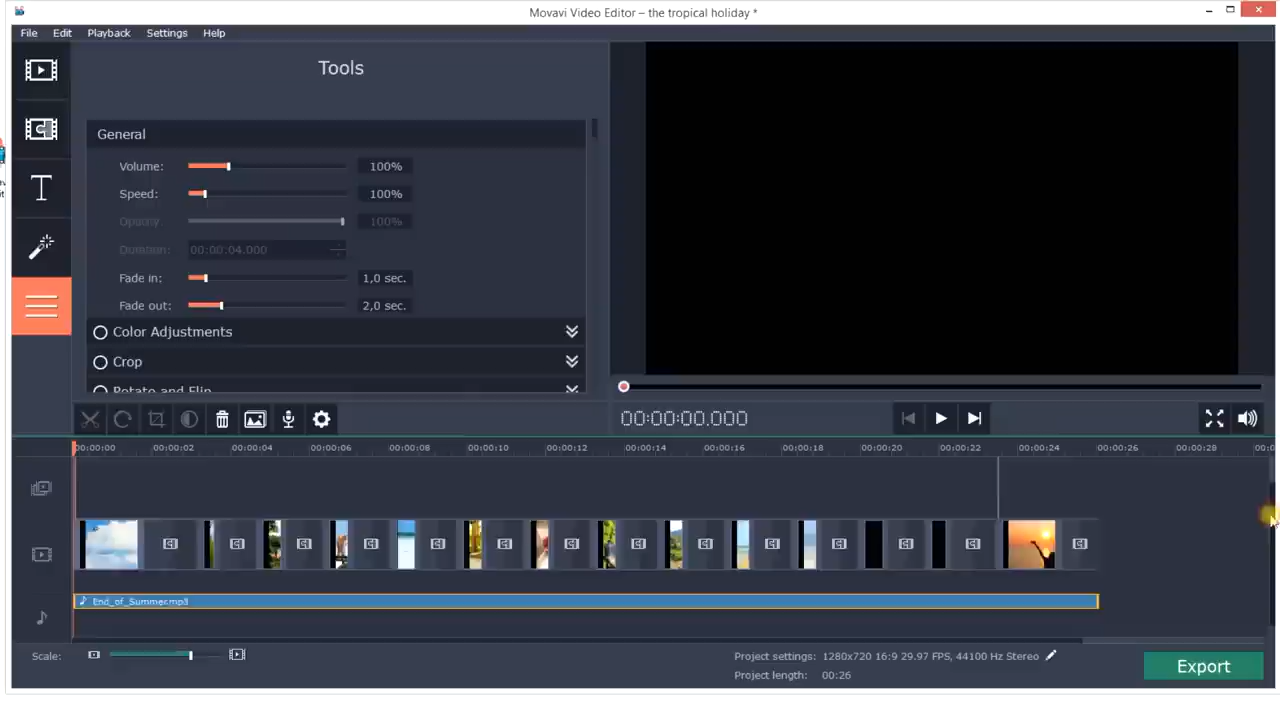 Movavi Video Editor – the tropical holiday *
File Edit Playback Settings Help
Tools
General
Volume: 100%
Speed: 100%
Opacity: 100%
Duration: 00:00:04.000
Fade in: 1,0 sec.
Fade out: 2,0 sec.
Color Adjustments
Crop
Rotate and Flip
00:00:00.000
00:00:00 00:00:02 00:00:04 00:00:06 00:00:08 00:00:10 00:00:12 00:00:14 00:00:16 00:00:18 00:00:20 00:00:22 00:00:24 00:00:26 00:00:28
End_of_Summer.mp3
Scale:
Project settings: 1280x720 16:9 29.97 FPS, 44100 Hz Stereo
Project length: 00:26
Export